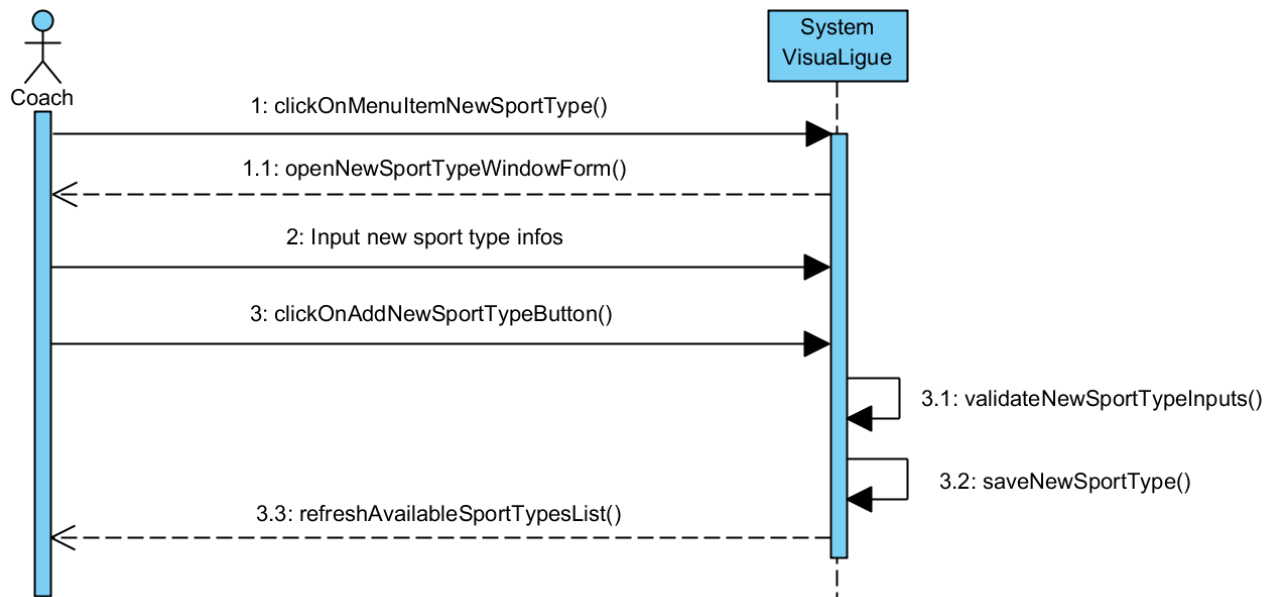 System
VisuaLigue
Coach
1: clickOnMenuItemNewSportType()
1.1: openNewSportTypeWindowForm()
2: Input new sport type infos
3: clickOnAddNewSportTypeButton()
3.1: validateNewSportTypeInputs()
3.2: saveNewSportType()
3.3: refreshAvailableSportTypesList()